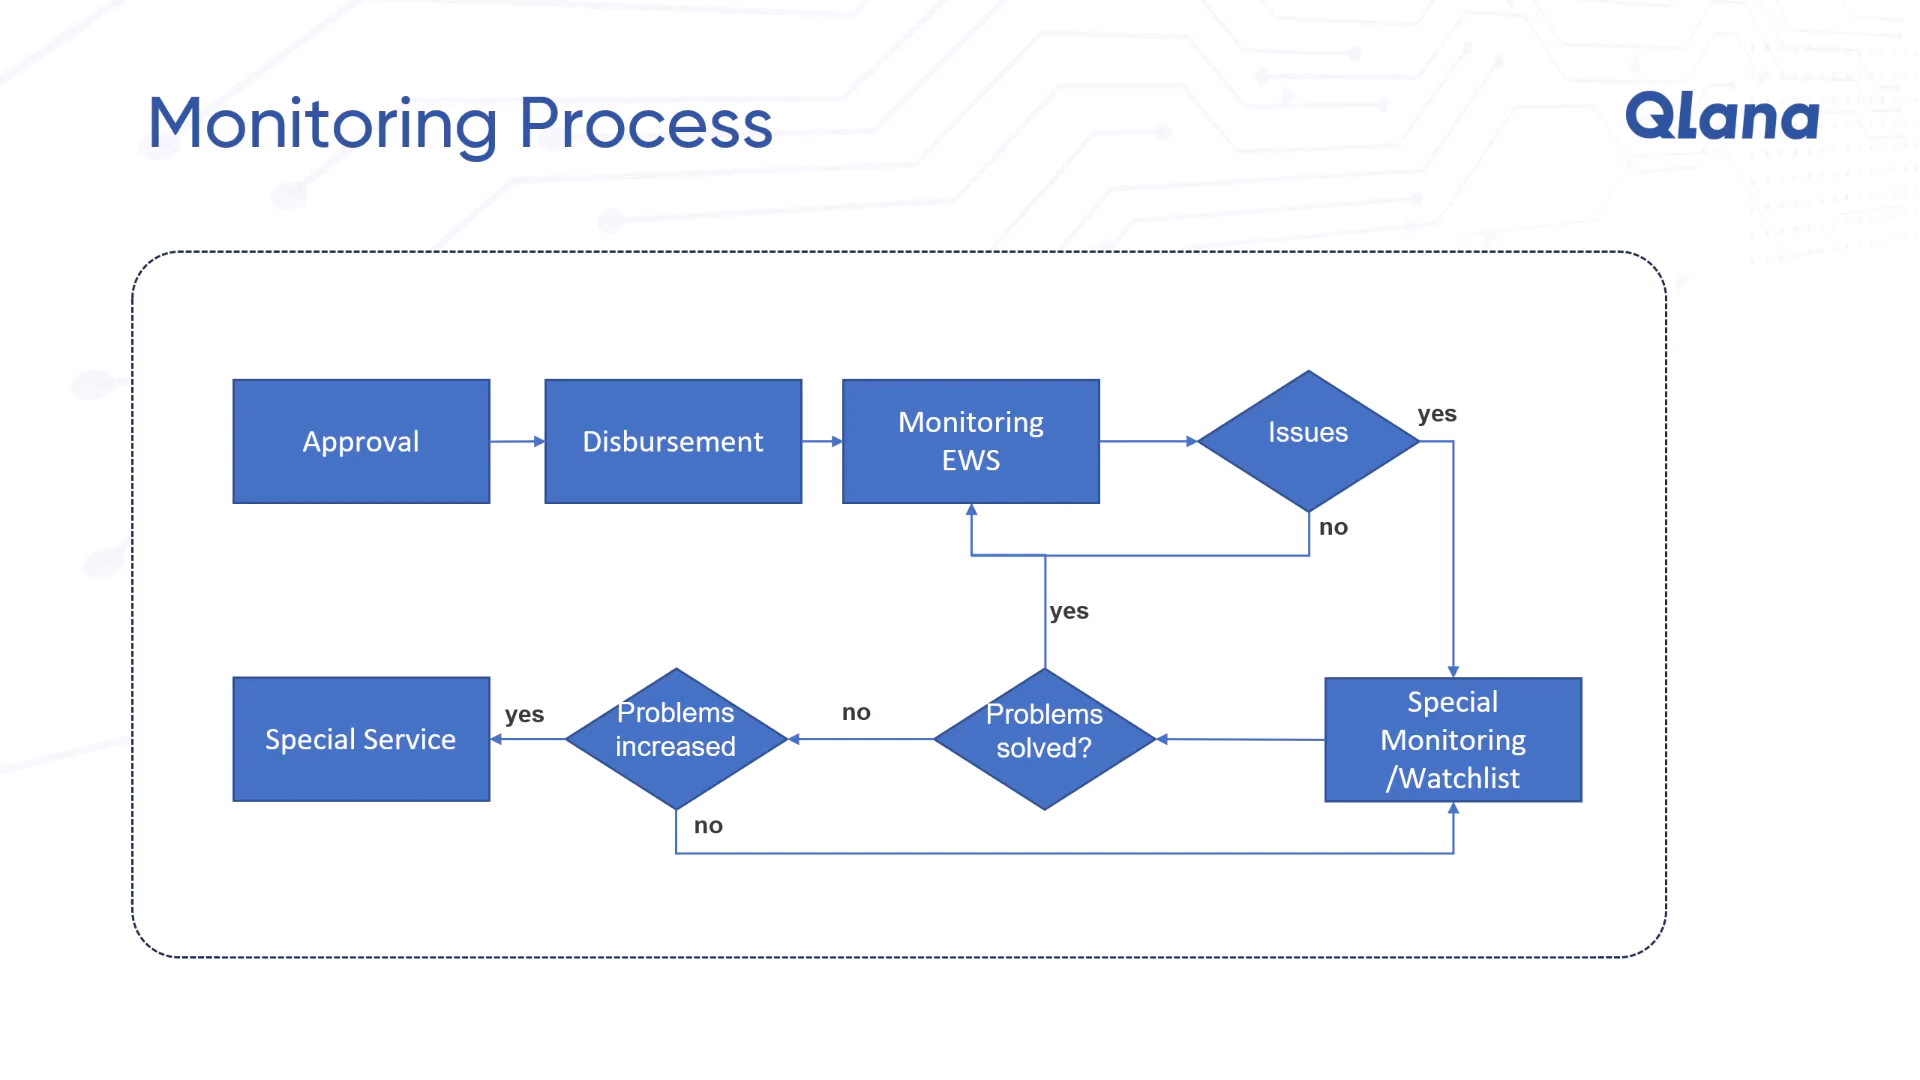 Monitoring Process
QLana
Approval
Disbursement
Monitoring
EWS
Issues
yes
no
yes
Special Service
yes
Problems
increased
no
Problems
solved?
Special
Monitoring
/Watchlist
no